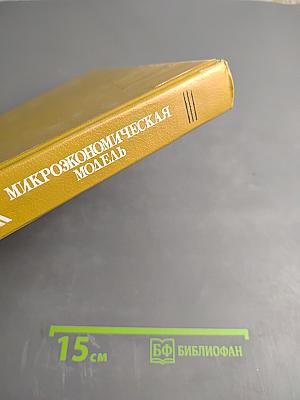 МИКРОЭКОНОМИЧЕСКАЯ
МОДЕЛЬ
15 см
БФ БИБЛИОФАН